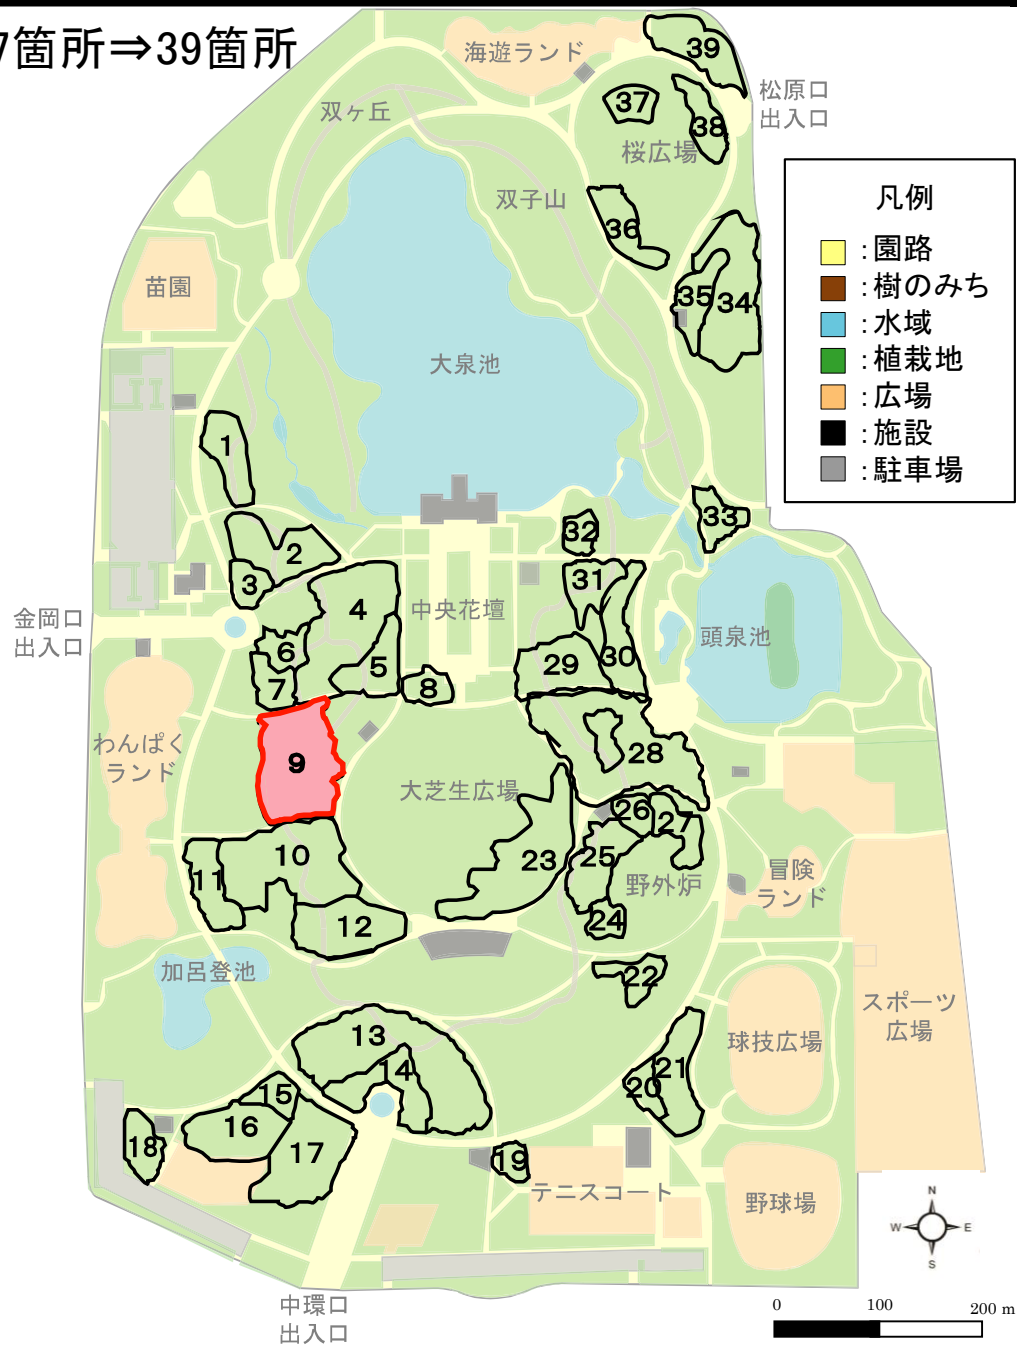 7箇所⇒39箇所
海遊ランド
39
松原口
出入口
双ヶ丘
37
38
桜広場
双子山
36
凡例
:園路
:樹のみち
:水域
:植栽地
:広場
:施設
:駐車場
苗園
35
34
大泉池
1
2
3
32
33
31
4
中央花壇
金岡口
出入口
頭泉池
6
5
29
30
7
8
わんぱく
ランド
9
28
大芝生広場
26
27
10
11
23
25
野外炉
冒険
ランド
12
24
加呂登池
22
スポーツ
広場
13
球技広場
14
21
20
15
16
17
18
19
テニスコート
野球場
N
W
E
S
中環口
出入口
0
100
200 m